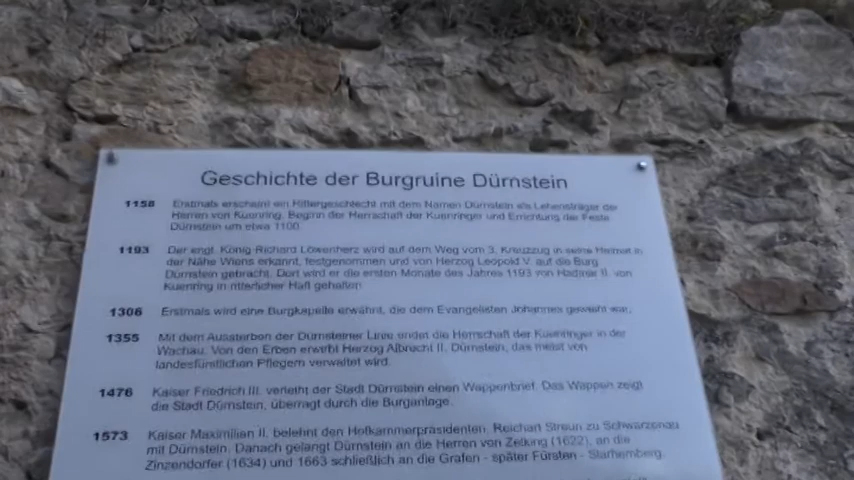 Geschichte der Burgruine Dürnstein
1158 Erstmals erscheint ein Rittergeschlecht mit dem Namen Dürnstein als Lehensträger der
Herren von Kuenring. Beginn der Herrschaft der Kuenringer und Errichtung der Feste
Dürnstein um etwa 1100.
1193 Der engl. König Richard Löwenherz wird auf dem Weg vom 3. Kreuzzug in seine Heimat in
der Nähe Wiens erkannt, festgenommen und von Herzog Leopold V. auf die Burg
Dürnstein gebracht. Dort wird er die ersten Monate des Jahres 1193 von Hadmar II. von
Kuenring in ritterlicher Haft gehalten.
1306 Erstmals wird eine Burgkapelle erwähnt, die dem Evangelisten Johannes geweiht war.
1355 Mit dem Aussterben der Dürnsteiner Linie endet die Herrschaft der Kuenringer in der
Wachau. Von den Erben erwirbt Herzog Albrecht II. Dürnstein, das meist von
landesfürstlichen Pflegern verwaltet wird.
1476 Kaiser Friedrich III. verleiht der Stadt Dürnstein einen Wappenbrief. Das Wappen zeigt
die Stadt Dürnstein, überragt durch die Burganlage.
1573 Kaiser Maximilian II. belehnt den Hofkammerpräsidenten, Reichart Streun zu Schwarzenau
mit Dürnstein. Danach gelangt Dürnstein an die Herren von Zelking (1622), an die
Zinzendorfer (1634) und 1663 schließlich an die Grafen - später Fürsten - Starhemberg.